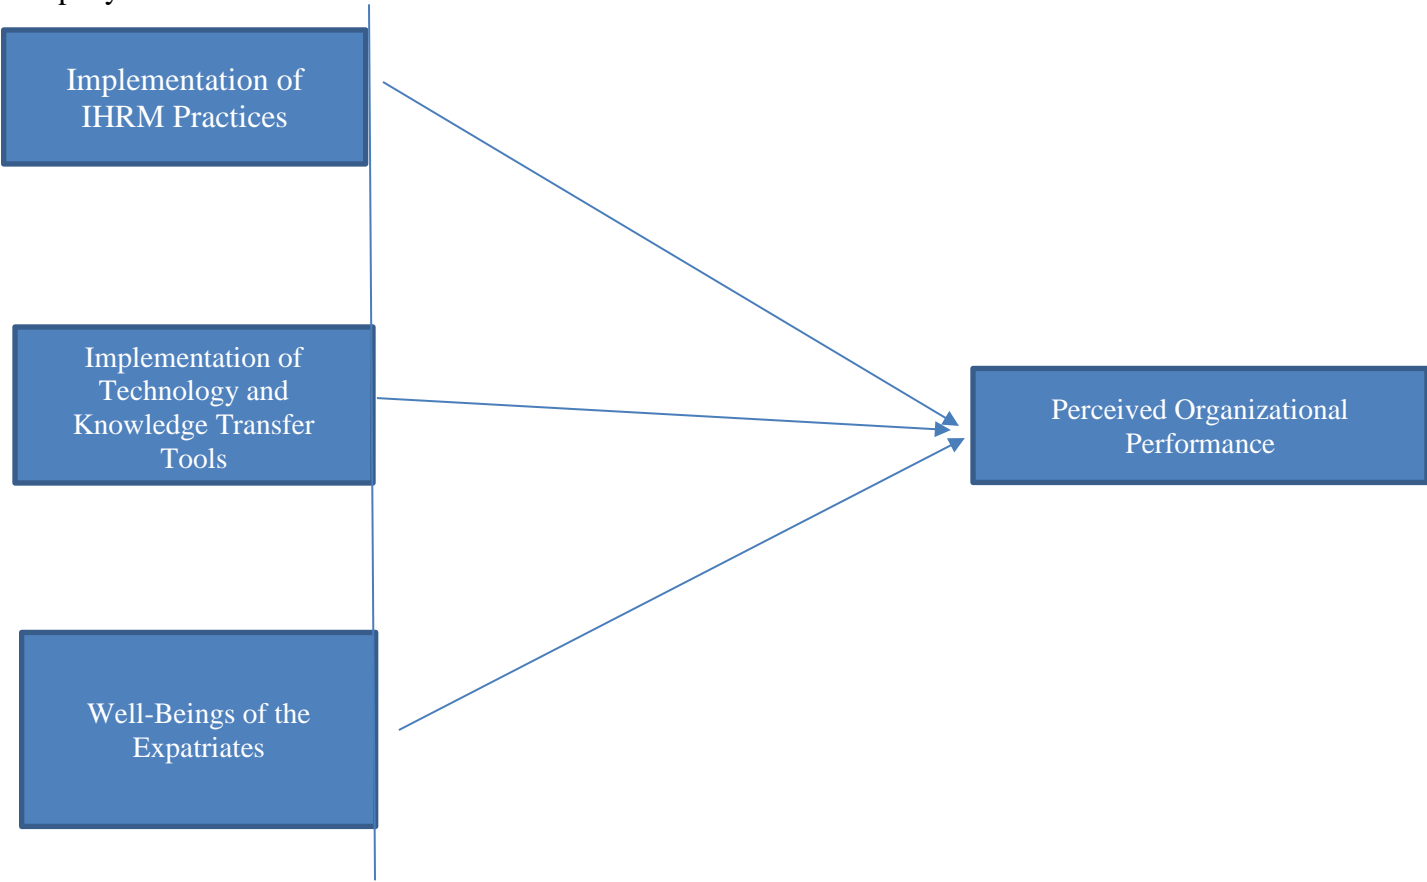 Implementation of
IHRM Practices
Implementation of
Technology and
Knowledge Transfer
Tools
Perceived Organizational
Performance
Well-Beings of the
Expatriates